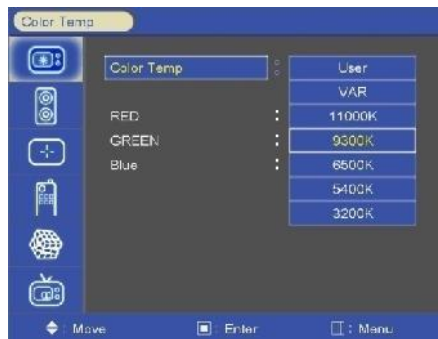 Color Temp
Color Temp : User
VAR
RED : 11000K
GREEN : 9300K
Blue : 6500K
5400K
3200K
: Move : Enter : Menu